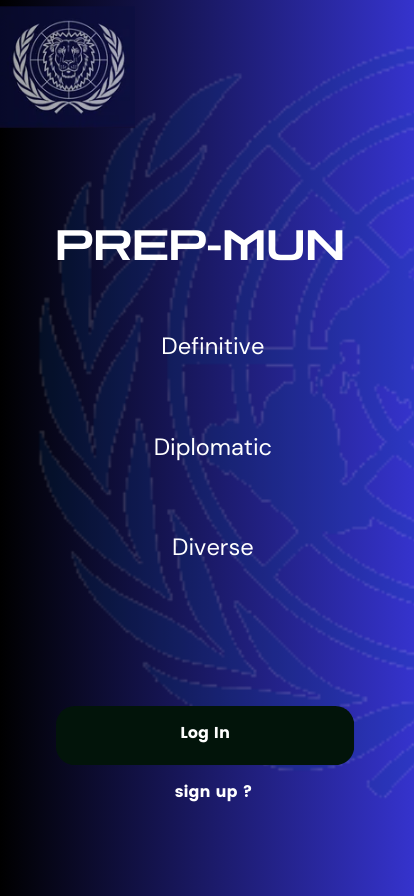 PREP-MUN
Definitive
Diplomatic
Diverse
Log In
sign up ?